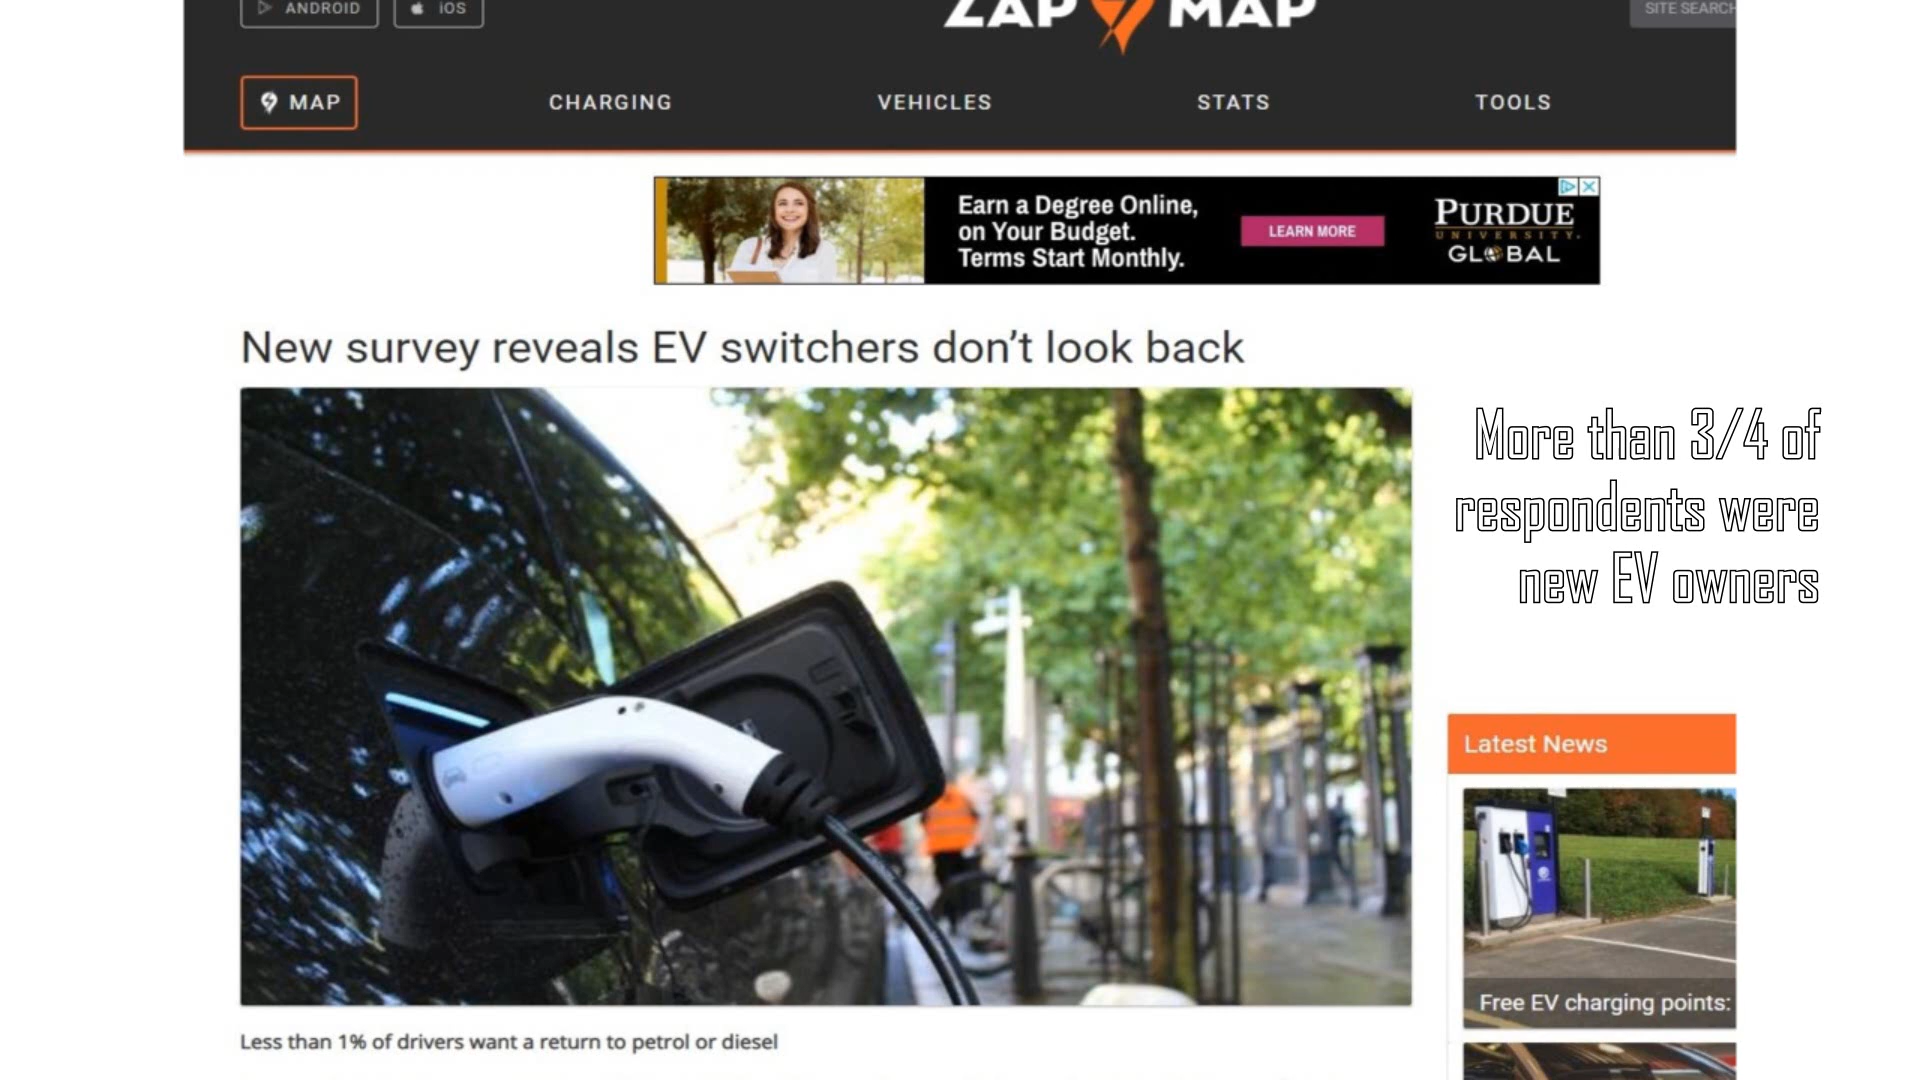 ANDROID
iOS
ZAP MAP
SITE SEARCH
MAP
CHARGING
VEHICLES
STATS
TOOLS
Earn a Degree Online,
on Your Budget.
Terms Start Monthly.
LEARN MORE
PURDUE
UNIVERSITY.
GLOBAL
New survey reveals EV switchers don't look back
More than 3/4 of
respondents were
new EV owners
Latest News
Free EV charging points:
Less than 1% of drivers want a return to petrol or diesel